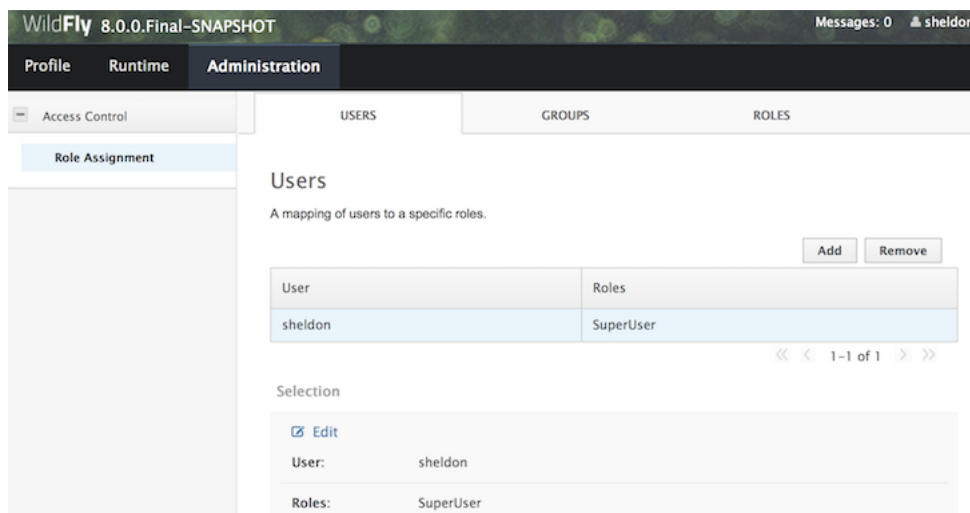 WildFly 8.0.0.Final-SNAPSHOT Messages: 0 sheldon
Profile Runtime Administration
Access Control USERS GROUPS ROLES
Role Assignment
Users
A mapping of users to a specific roles.
Add Remove
User Roles
sheldon SuperUser
1-1 of 1
Selection
Edit
User: sheldon
Roles: SuperUser